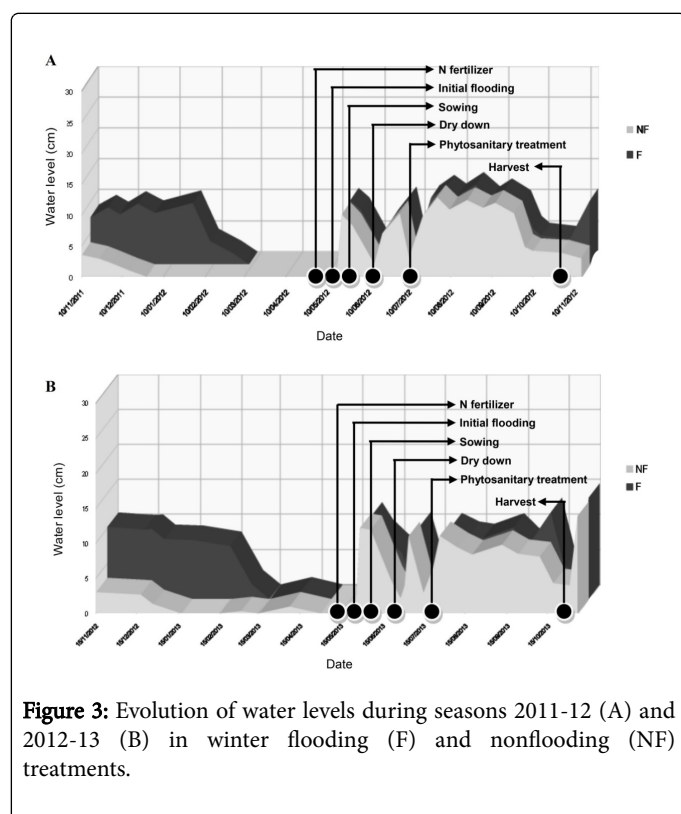 A
N fertilizer
Initial flooding
Sowing
Dry down
Phytosanitary treatment
Harvest
NF
F
Water level (cm)
30
25
20
15
10
5
0
10/11/2011
10/12/2011
10/01/2012
10/02/2012
10/03/2012
10/04/2012
10/05/2012
10/06/2012
10/07/2012
10/08/2012
10/09/2012
10/10/2012
10/11/2012
Date
B
N fertilizer
Initial flooding
Sowing
Dry down
Phytosanitary treatment
Harvest
NF
F
Water level (cm)
30
25
20
15
10
5
0
Date
Figure 3: Evolution of water levels during seasons 2011-12 (A) and
2012-13 (B) in winter flooding (F) and nonflooding (NF)
treatments.